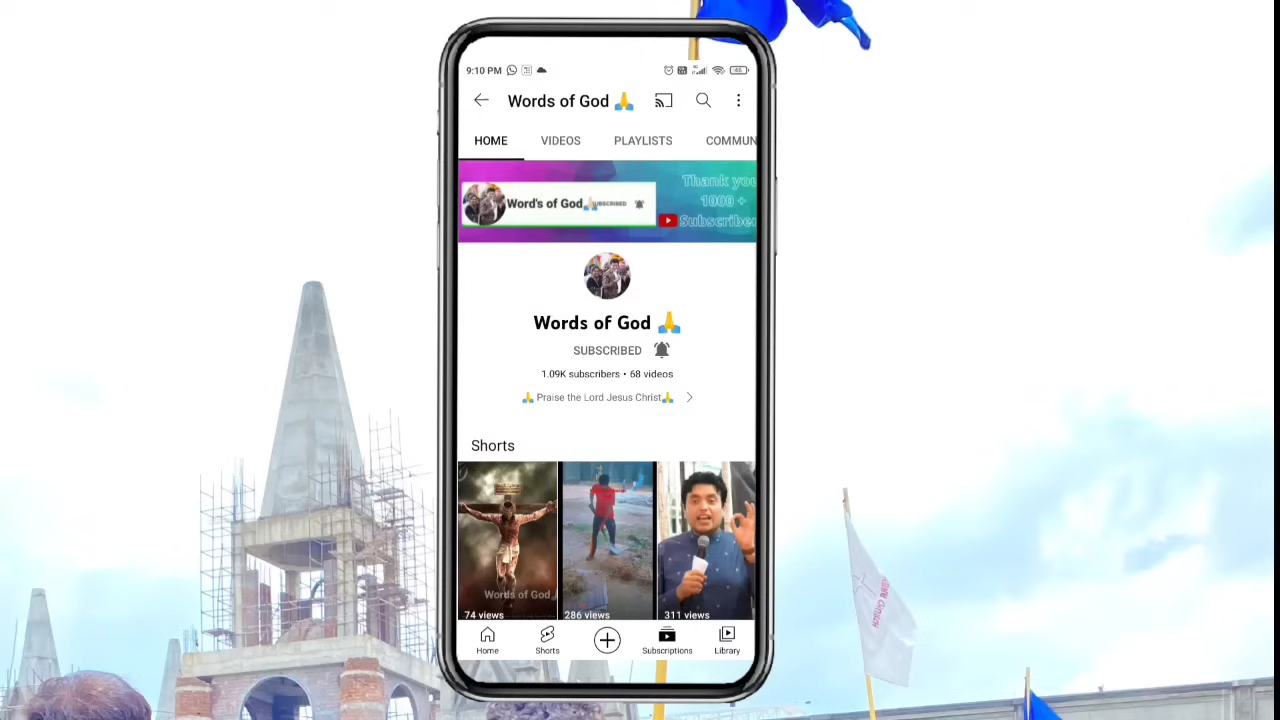 9:10 PM
Words of God 🙏
HOME VIDEOS PLAYLISTS COMMUN
Thank you
1000 +
Subscriber
Word's of God🙏 SUBSCRIBED
Words of God 🙏
SUBSCRIBED
1.09K subscribers • 68 videos
🙏 Praise the Lord Jesus Christ🙏
Shorts
Words of God
74 views 286 views 311 views
Home Shorts Subscriptions Library